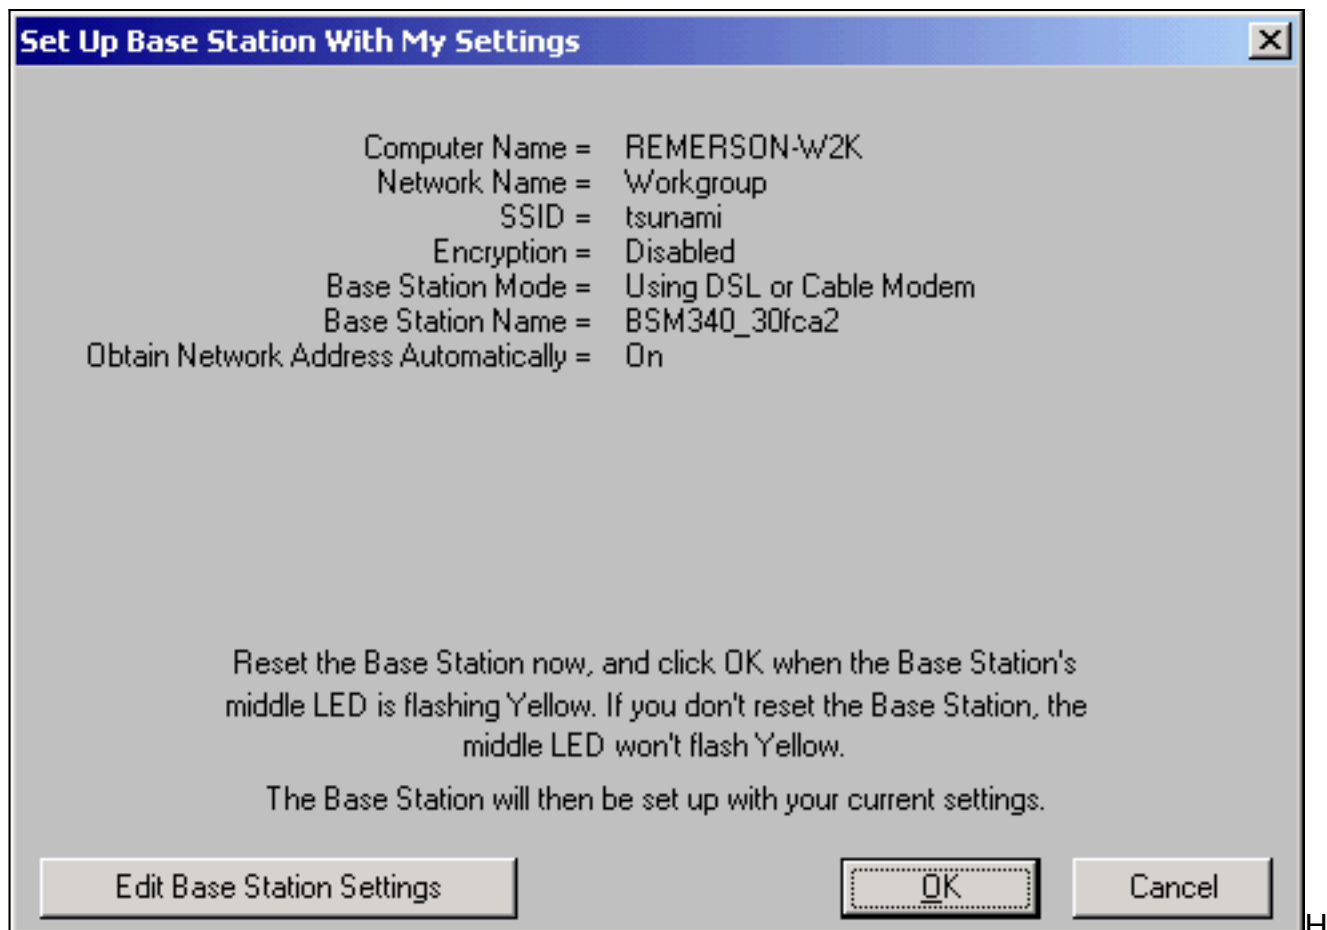 Set Up Base Station With My Settings
Computer Name = REMERSON-W2K
Network Name = Workgroup
SSID = tsunami
Encryption = Disabled
Base Station Mode = Using DSL or Cable Modem
Base Station Name = BSM340_30fca2
Obtain Network Address Automatically = On
Reset the Base Station now, and click OK when the Base Station's
middle LED is flashing Yellow. If you don't reset the Base Station, the
middle LED won't flash Yellow.
The Base Station will then be set up with your current settings.
Edit Base Station Settings
OK
Cancel
H